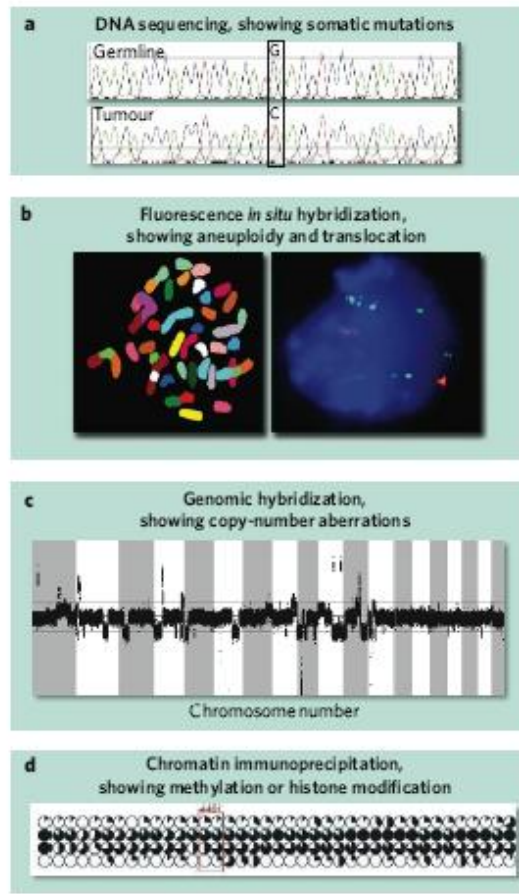 a DNA sequencing, showing somatic mutations
Germline
G
Tumour
C
b Fluorescence in situ hybridization,
showing aneuploidy and translocation
c Genomic hybridization,
showing copy-number aberrations
Chromosome number
d Chromatin immunoprecipitation,
showing methylation or histone modification